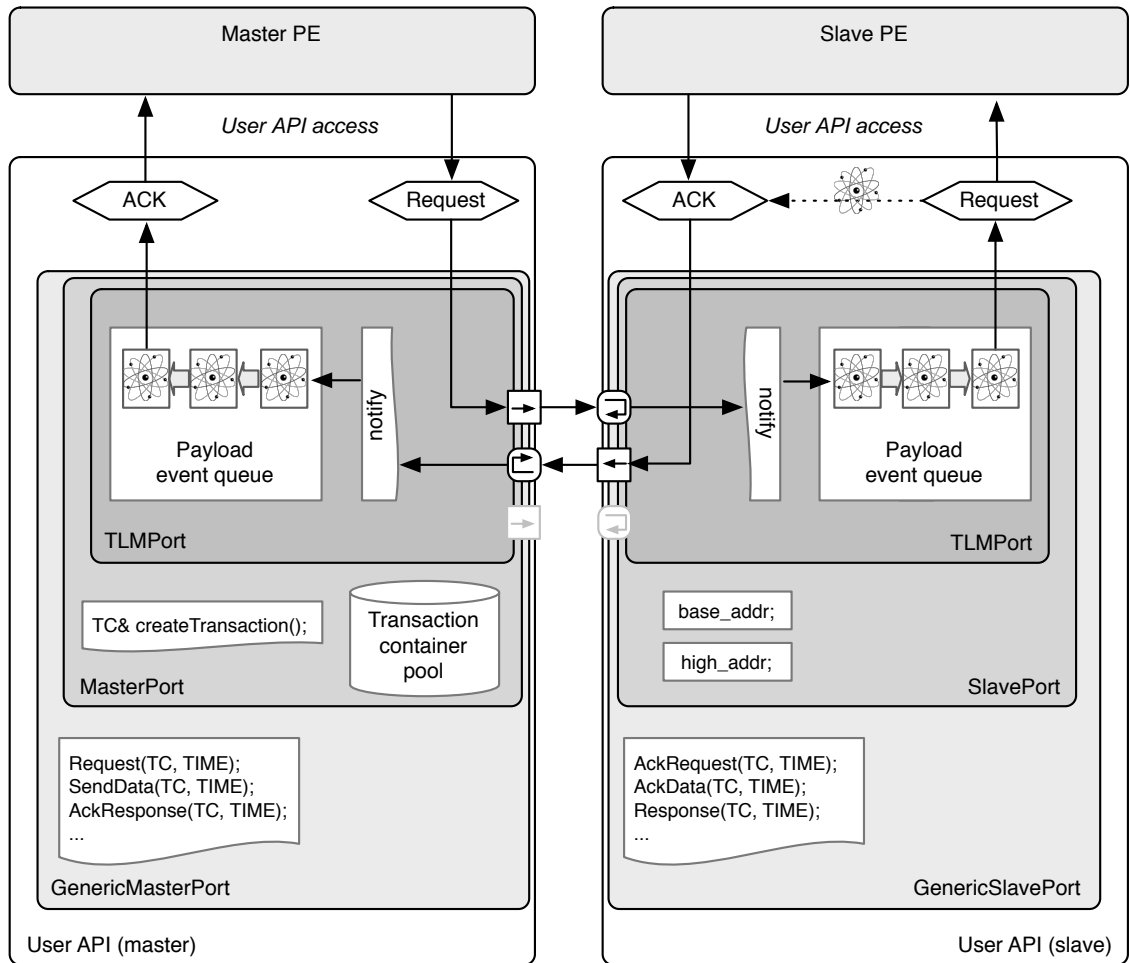 Master PE
User API access
ACK
Request
notify
Payload
event queue
TLMPort
TC& createTransaction();
Transaction
container
pool
MasterPort
Request(TC, TIME);
SendData(TC, TIME);
AckResponse(TC, TIME);
...
GenericMasterPort
User API (master)
Slave PE
User API access
ACK
Request
notify
Payload
event queue
TLMPort
base_addr;
high_addr;
SlavePort
AckRequest(TC, TIME);
AckData(TC, TIME);
Response(TC, TIME);
...
GenericSlavePort
User API (slave)